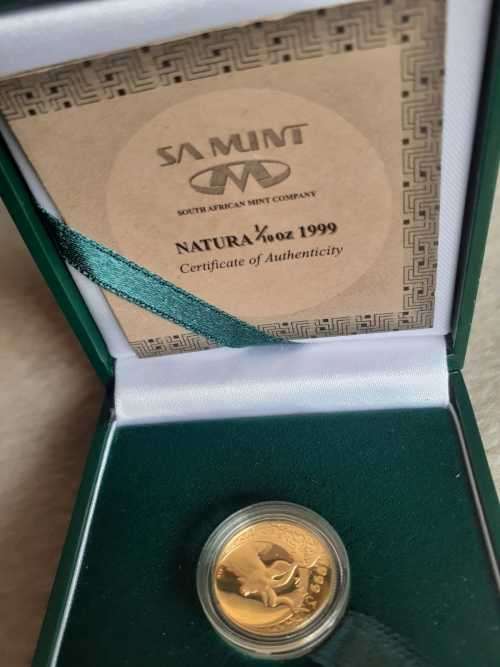 SA MINT
SOUTH AFRICAN MINT COMPANY
NATURA 1/10 oz 1999
Certificate of Authenticity